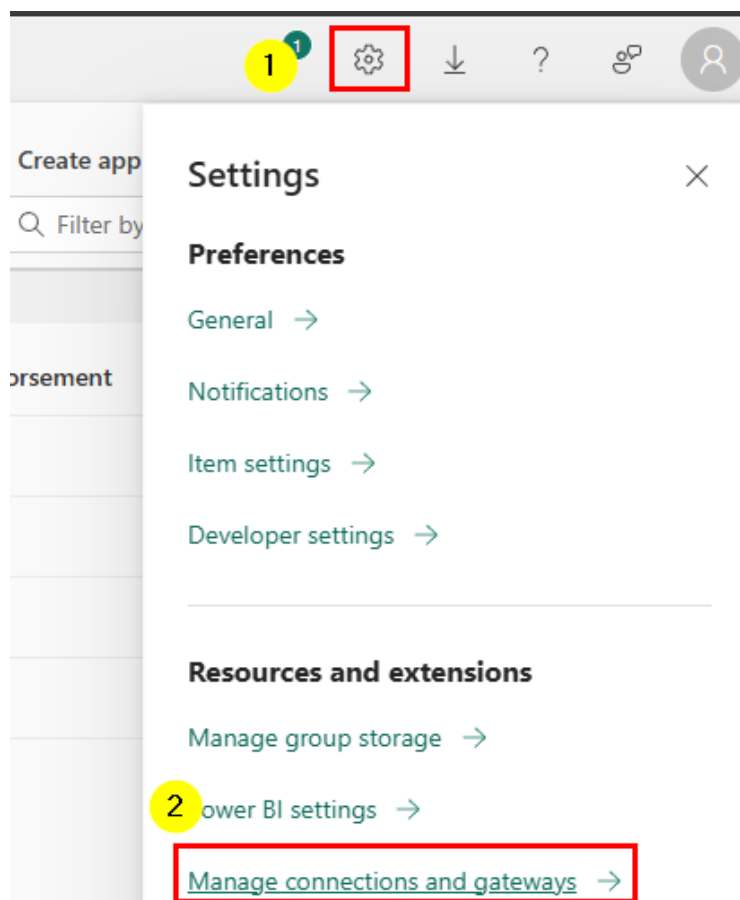 1
1
?
Create app
Settings
Filter by
Preferences
General
orsement
Notifications
Item settings
Developer settings
Resources and extensions
Manage group storage
2
ower BI settings
Manage connections and gateways